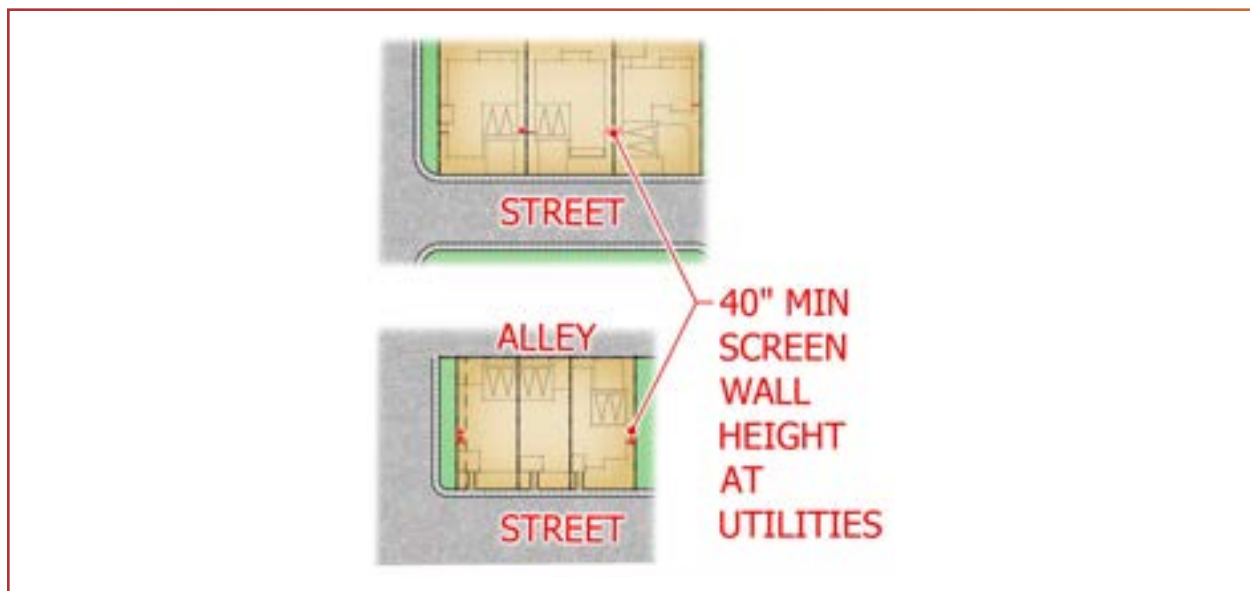 STREET
ALLEY
STREET
40" MIN
SCREEN
WALL
HEIGHT
AT
UTILITIES